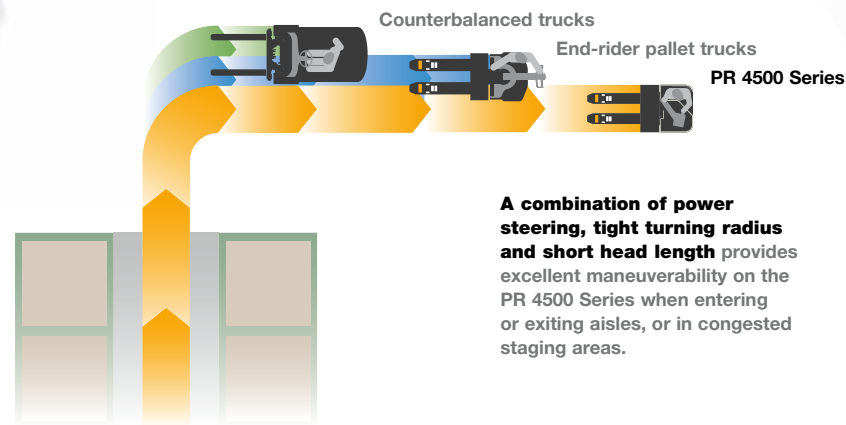 Counterbalanced trucks
End-rider pallet trucks
PR 4500 Series
A combination of power
steering, tight turning radius
and short head length provides
excellent maneuverability on the
PR 4500 Series when entering
or exiting aisles, or in congested
staging areas.